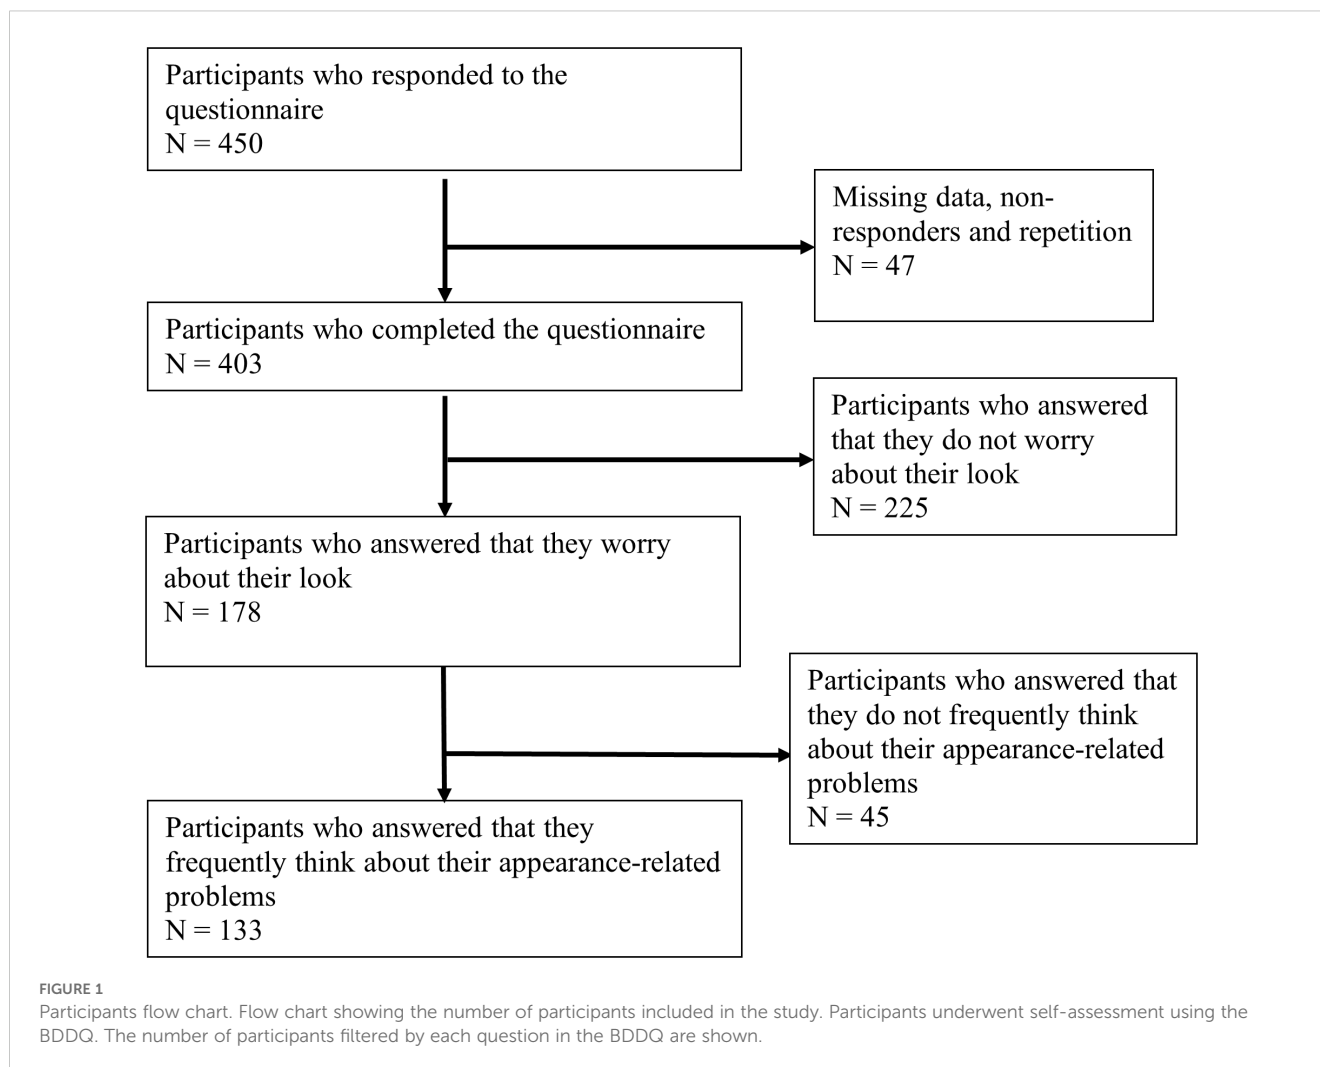 Participants who responded to the
questionnaire
N = 450
Missing data, non-
responders and repetition
N = 47
Participants who completed the questionnaire
N = 403
Participants who answered
that they do not worry
about their look
N = 225
Participants who answered that they worry
about their look
N = 178
Participants who answered that
they do not frequently think
about their appearance-related
problems
N = 45
Participants who answered that they
frequently think about their appearance-related
problems
N = 133
FIGURE 1
Participants flow chart. Flow chart showing the number of participants included in the study. Participants underwent self-assessment using the
BDDQ. The number of participants filtered by each question in the BDDQ are shown.